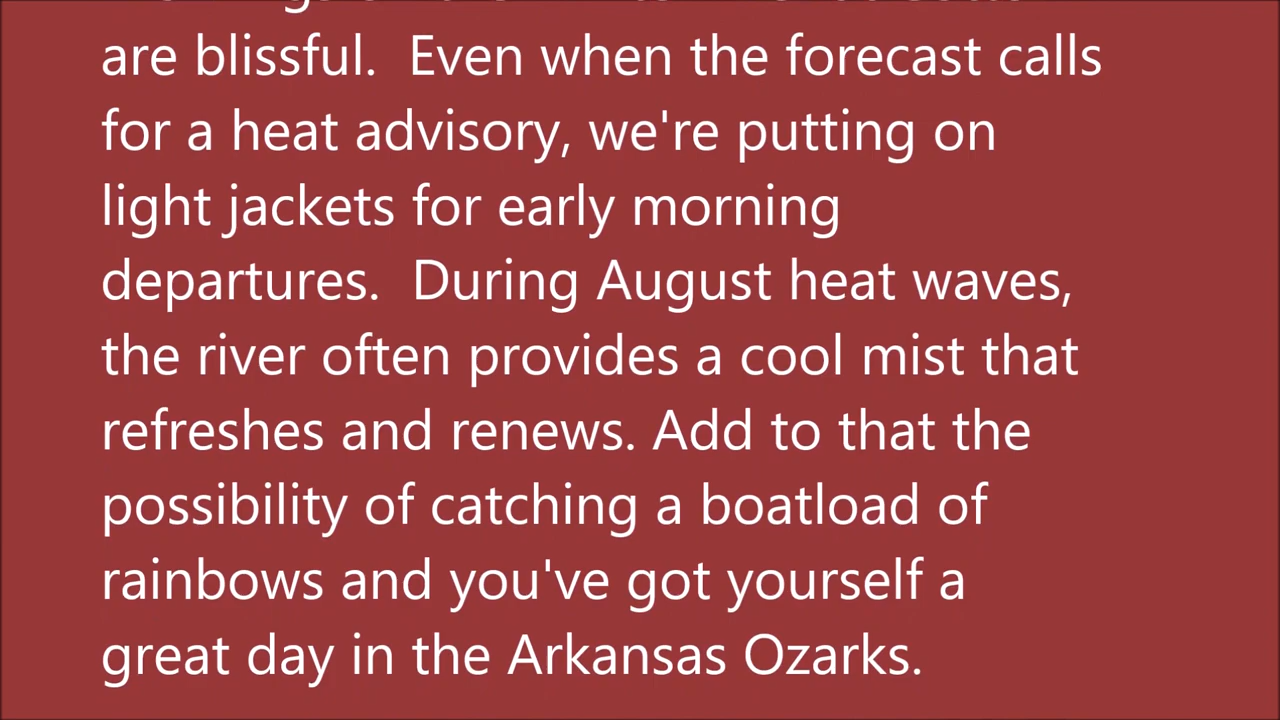 are blissful.  Even when the forecast calls
for a heat advisory, we're putting on
light jackets for early morning
departures.  During August heat waves,
the river often provides a cool mist that
refreshes and renews. Add to that the
possibility of catching a boatload of
rainbows and you've got yourself a
great day in the Arkansas Ozarks.